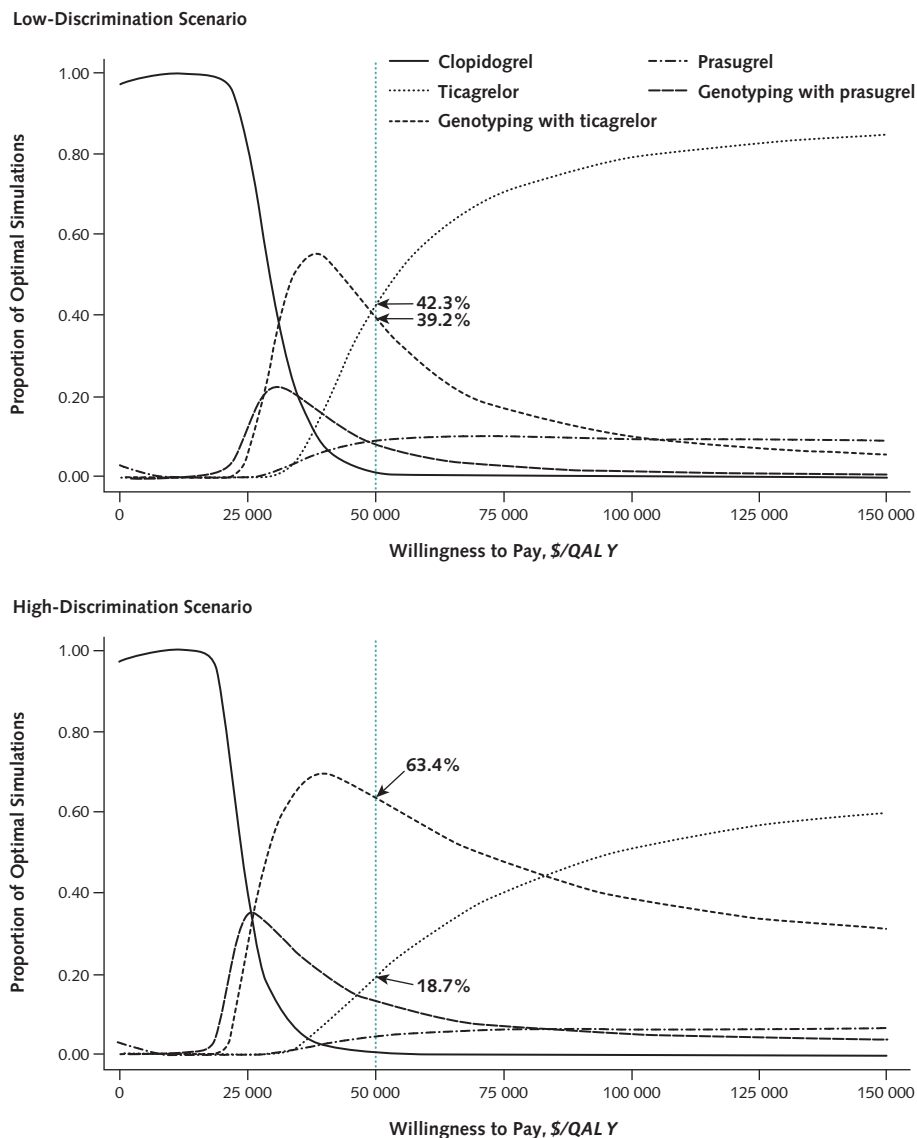 Low-Discrimination Scenario
Clopidogrel
Prasugrel
Ticagrelor
Genotyping with prasugrel
Genotyping with ticagrelor
Proportion of Optimal Simulations
1.00
0.80
0.60
0.40
0.20
0.00
42.3%
39.2%
0 25 000 50 000 75 000 100 000 125 000 150 000
Willingness to Pay, $/QALY
High-Discrimination Scenario
Proportion of Optimal Simulations
1.00
0.80
0.60
0.40
0.20
0.00
63.4%
18.7%
0 25 000 50 000 75 000 100 000 125 000 150 000
Willingness to Pay, $/QALY